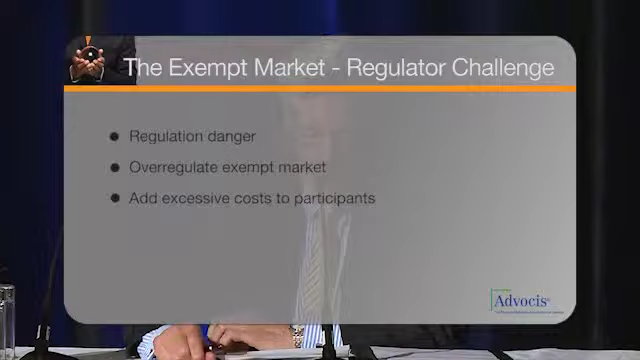 The Exempt Market - Regulator Challenge
Regulation danger
Overregulate exempt market
Add excessive costs to participants
Advocis